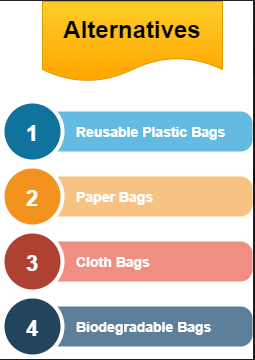 Alternatives
1 Reusable Plastic Bags
2 Paper Bags
3 Cloth Bags
4 Biodegradable Bags